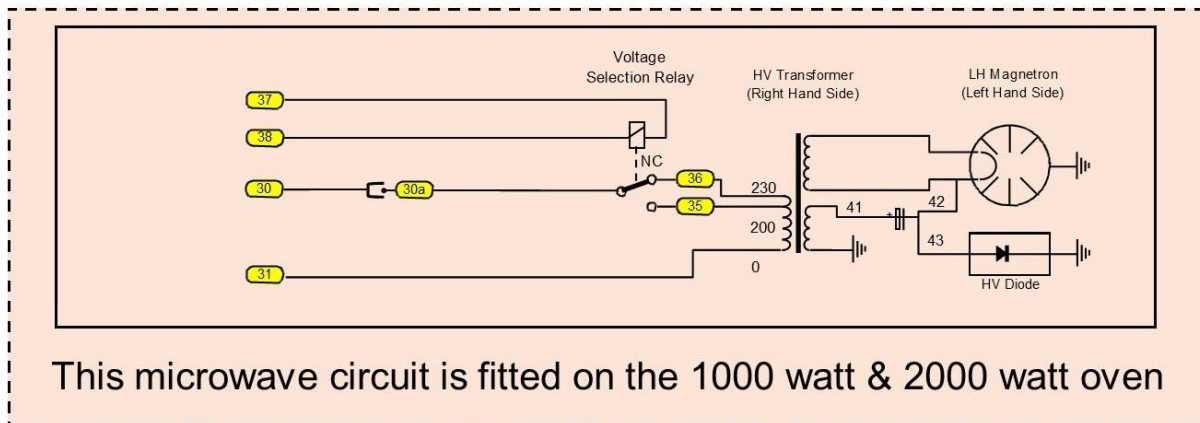 Voltage
Selection Relay
HV Transformer
(Right Hand Side)
LH Magnetron
(Left Hand Side)
37
38
NC
30
30a
36
230
35
200
41
42
43
31
0
HV Diode
This microwave circuit is fitted on the 1000 watt & 2000 watt oven